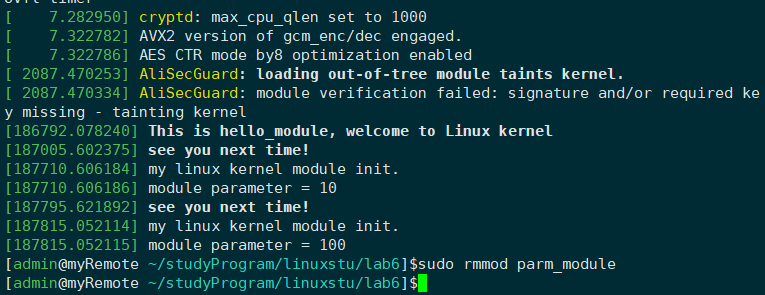 [    7.282950] cryptd: max_cpu_qlen set to 1000
[    7.322782] AVX2 version of gcm_enc/dec engaged.
[    7.322786] AES CTR mode by8 optimization enabled
[ 2087.470253] AliSecGuard: loading out-of-tree module taints kernel.
[ 2087.470334] AliSecGuard: module verification failed: signature and/or required ke
y missing - tainting kernel
[186792.078240] This is hello_module, welcome to Linux kernel
[187005.602375] see you next time!
[187710.606184] my linux kernel module init.
[187710.606186] module parameter = 10
[187795.621892] see you next time!
[187815.052114] my linux kernel module init.
[187815.052115] module parameter = 100
[admin@myRemote ~/studyProgram/linuxstu/lab6]$sudo rmmod parm_module
[admin@myRemote ~/studyProgram/linuxstu/lab6]$